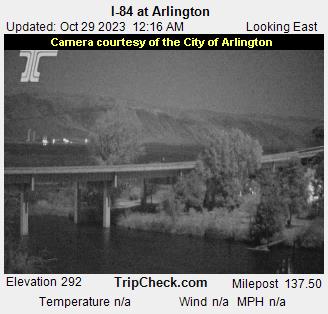 I-84 at Arlington
Updated: Oct 29 2023 12:16 AM Looking East
Camera courtesy of the City of Arlington
Elevation 292 TripCheck.com Milepost 137.50
Temperature n/a Wind n/a MPH n/a